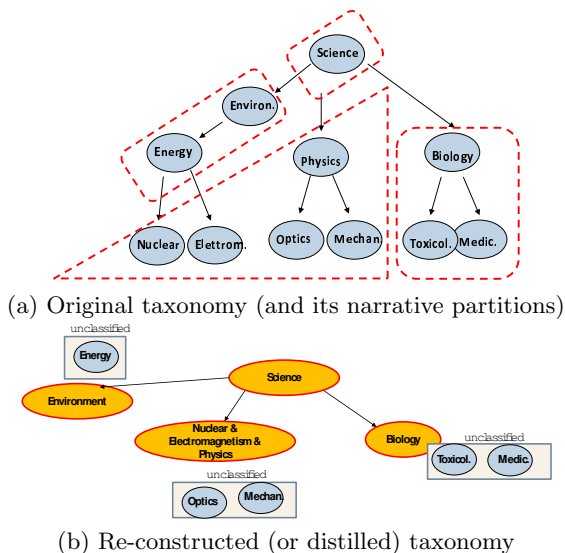 Science
Environ.
Energy
Physics
Biology
Nuclear
Elettrom.
Optics
Mechan.
Toxicol.
Medic.
(a) Original taxonomy (and its narrative partitions)
unclassified
Energy
Science
Environment
Nuclear &
Electromagnetism &
Physics
Biology
unclassified
Toxicol.
Medic.
unclassified
Optics
Mechan.
(b) Re-constructed (or distilled) taxonomy